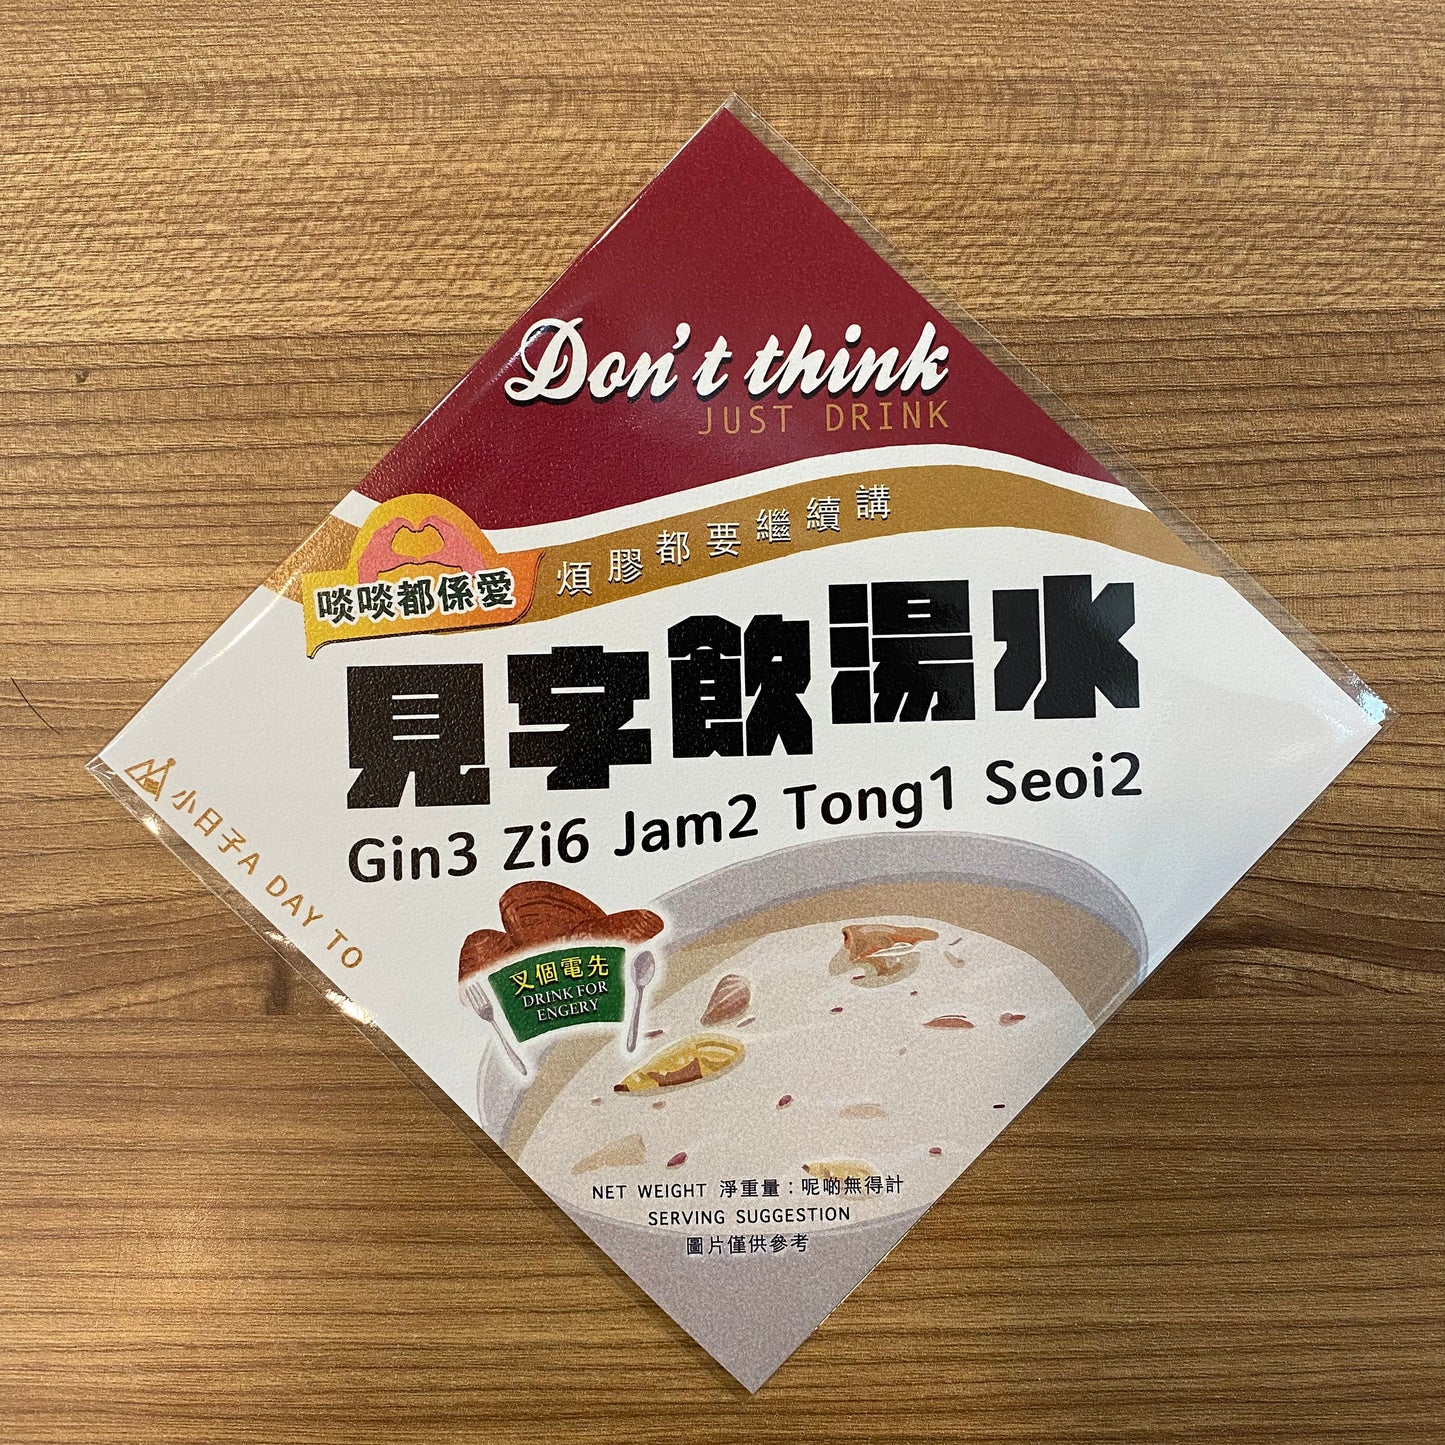 Don't think
JUST DRINK
煩膠都要繼續講
啖啖都係愛
見字飲湯水
Gin3 Zi6 Jam2 Tong1 Seoi2
小日子 A DAY TO
叉個電先
DRINK FOR
ENGERY
NET WEIGHT 淨重量：呢啲無得計
SERVING SUGGESTION
圖片僅供參考